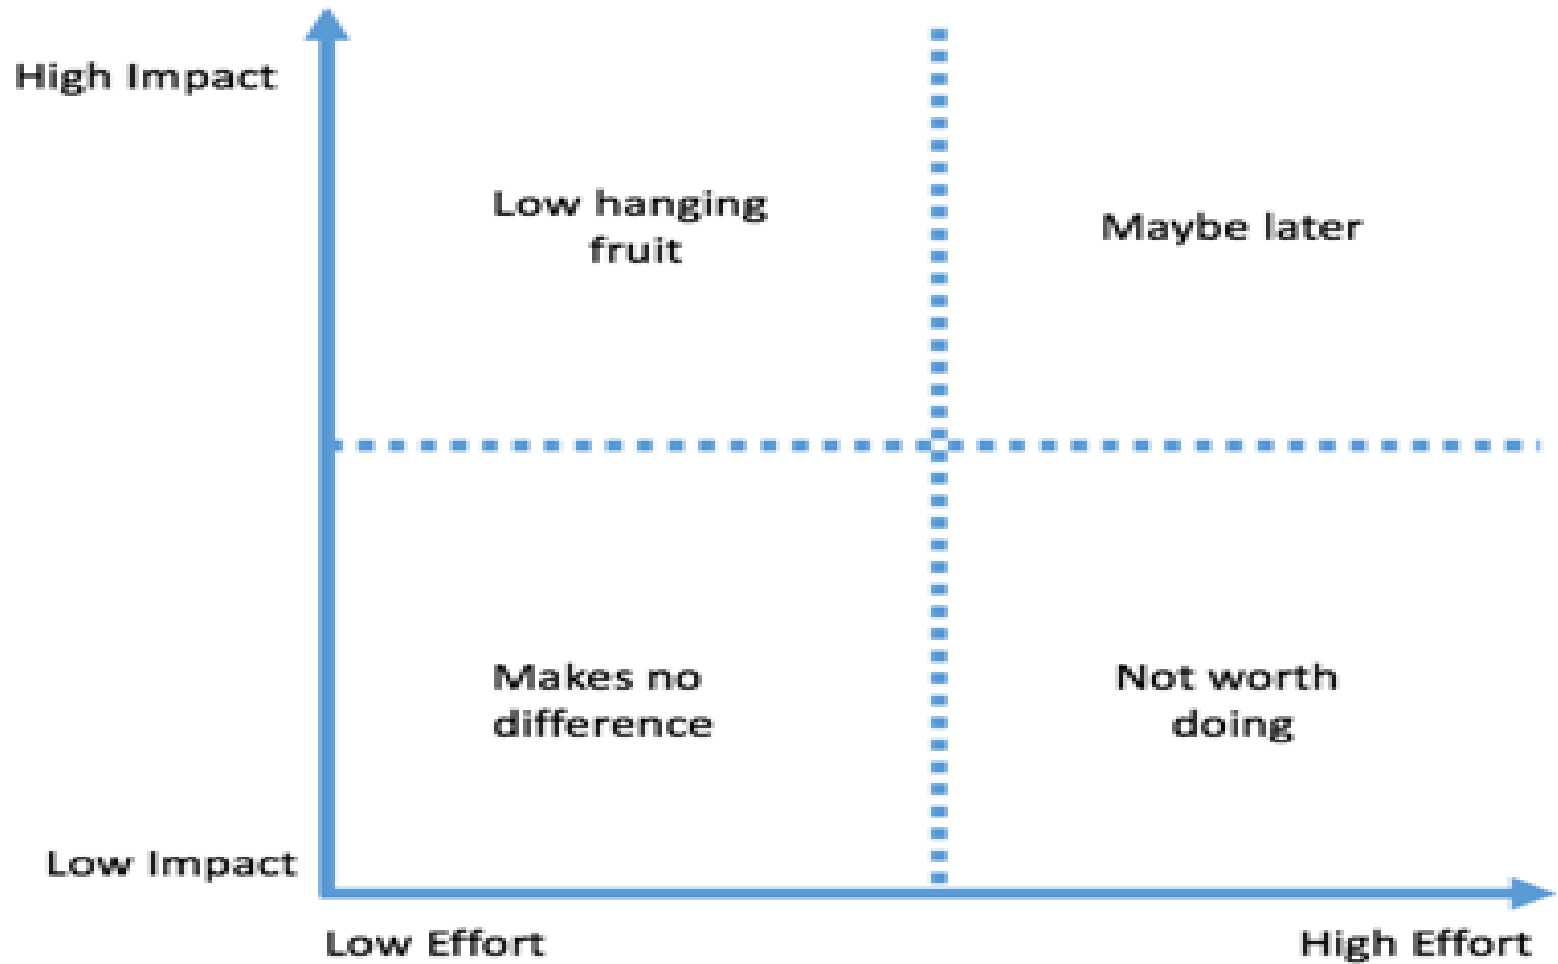 High Impact
Low hanging
fruit
Maybe later
Makes no
difference
Not worth
doing
Low Impact
Low Effort
High Effort